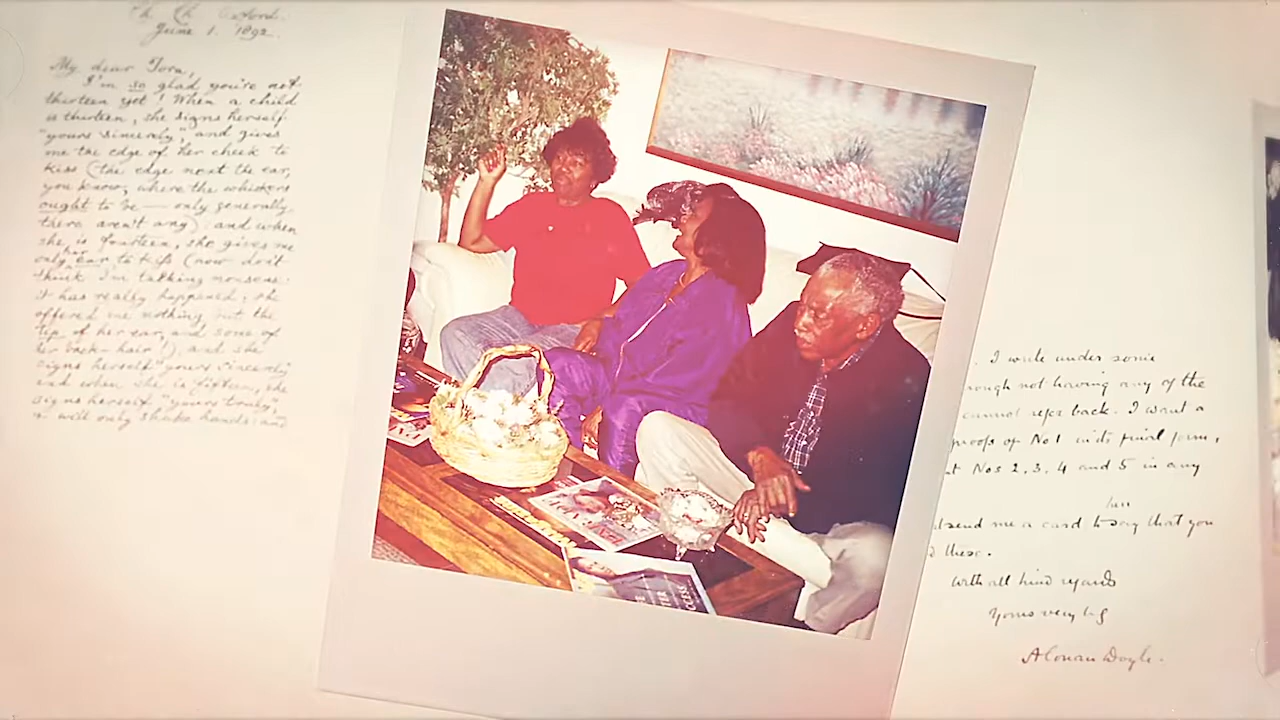 Ch. Ch. Oxford.
June 1. 1892.
My dear Tora,
I'm so glad you're not
thirteen yet! When a child
is thirteen, she signs herself
"yours sincerely", and gives
me the edge of her cheek to
kiss (the edge next the ear,
you know, where the whiskers
ought to be — only generally
there aren't any): and when
she is fourteen, she gives me
only her ear to kiss (now don't
think I'm talking nonsense:
it has really happened: she
offered me nothing but the
tip of her ear, and some of
her back-hair!), and she
signs herself "yours sincerely"
and when she is fifteen, she
signs herself "yours truly",
& will only shake hands: and
. I write under some
rough not having any of the
cannot refer back. I want a
proofs of No 1 in its final form,
Nos 2, 3, 4 and 5 in any
send me a card to say that you
these.
With all kind regards
Yours very
A Conan Doyle.